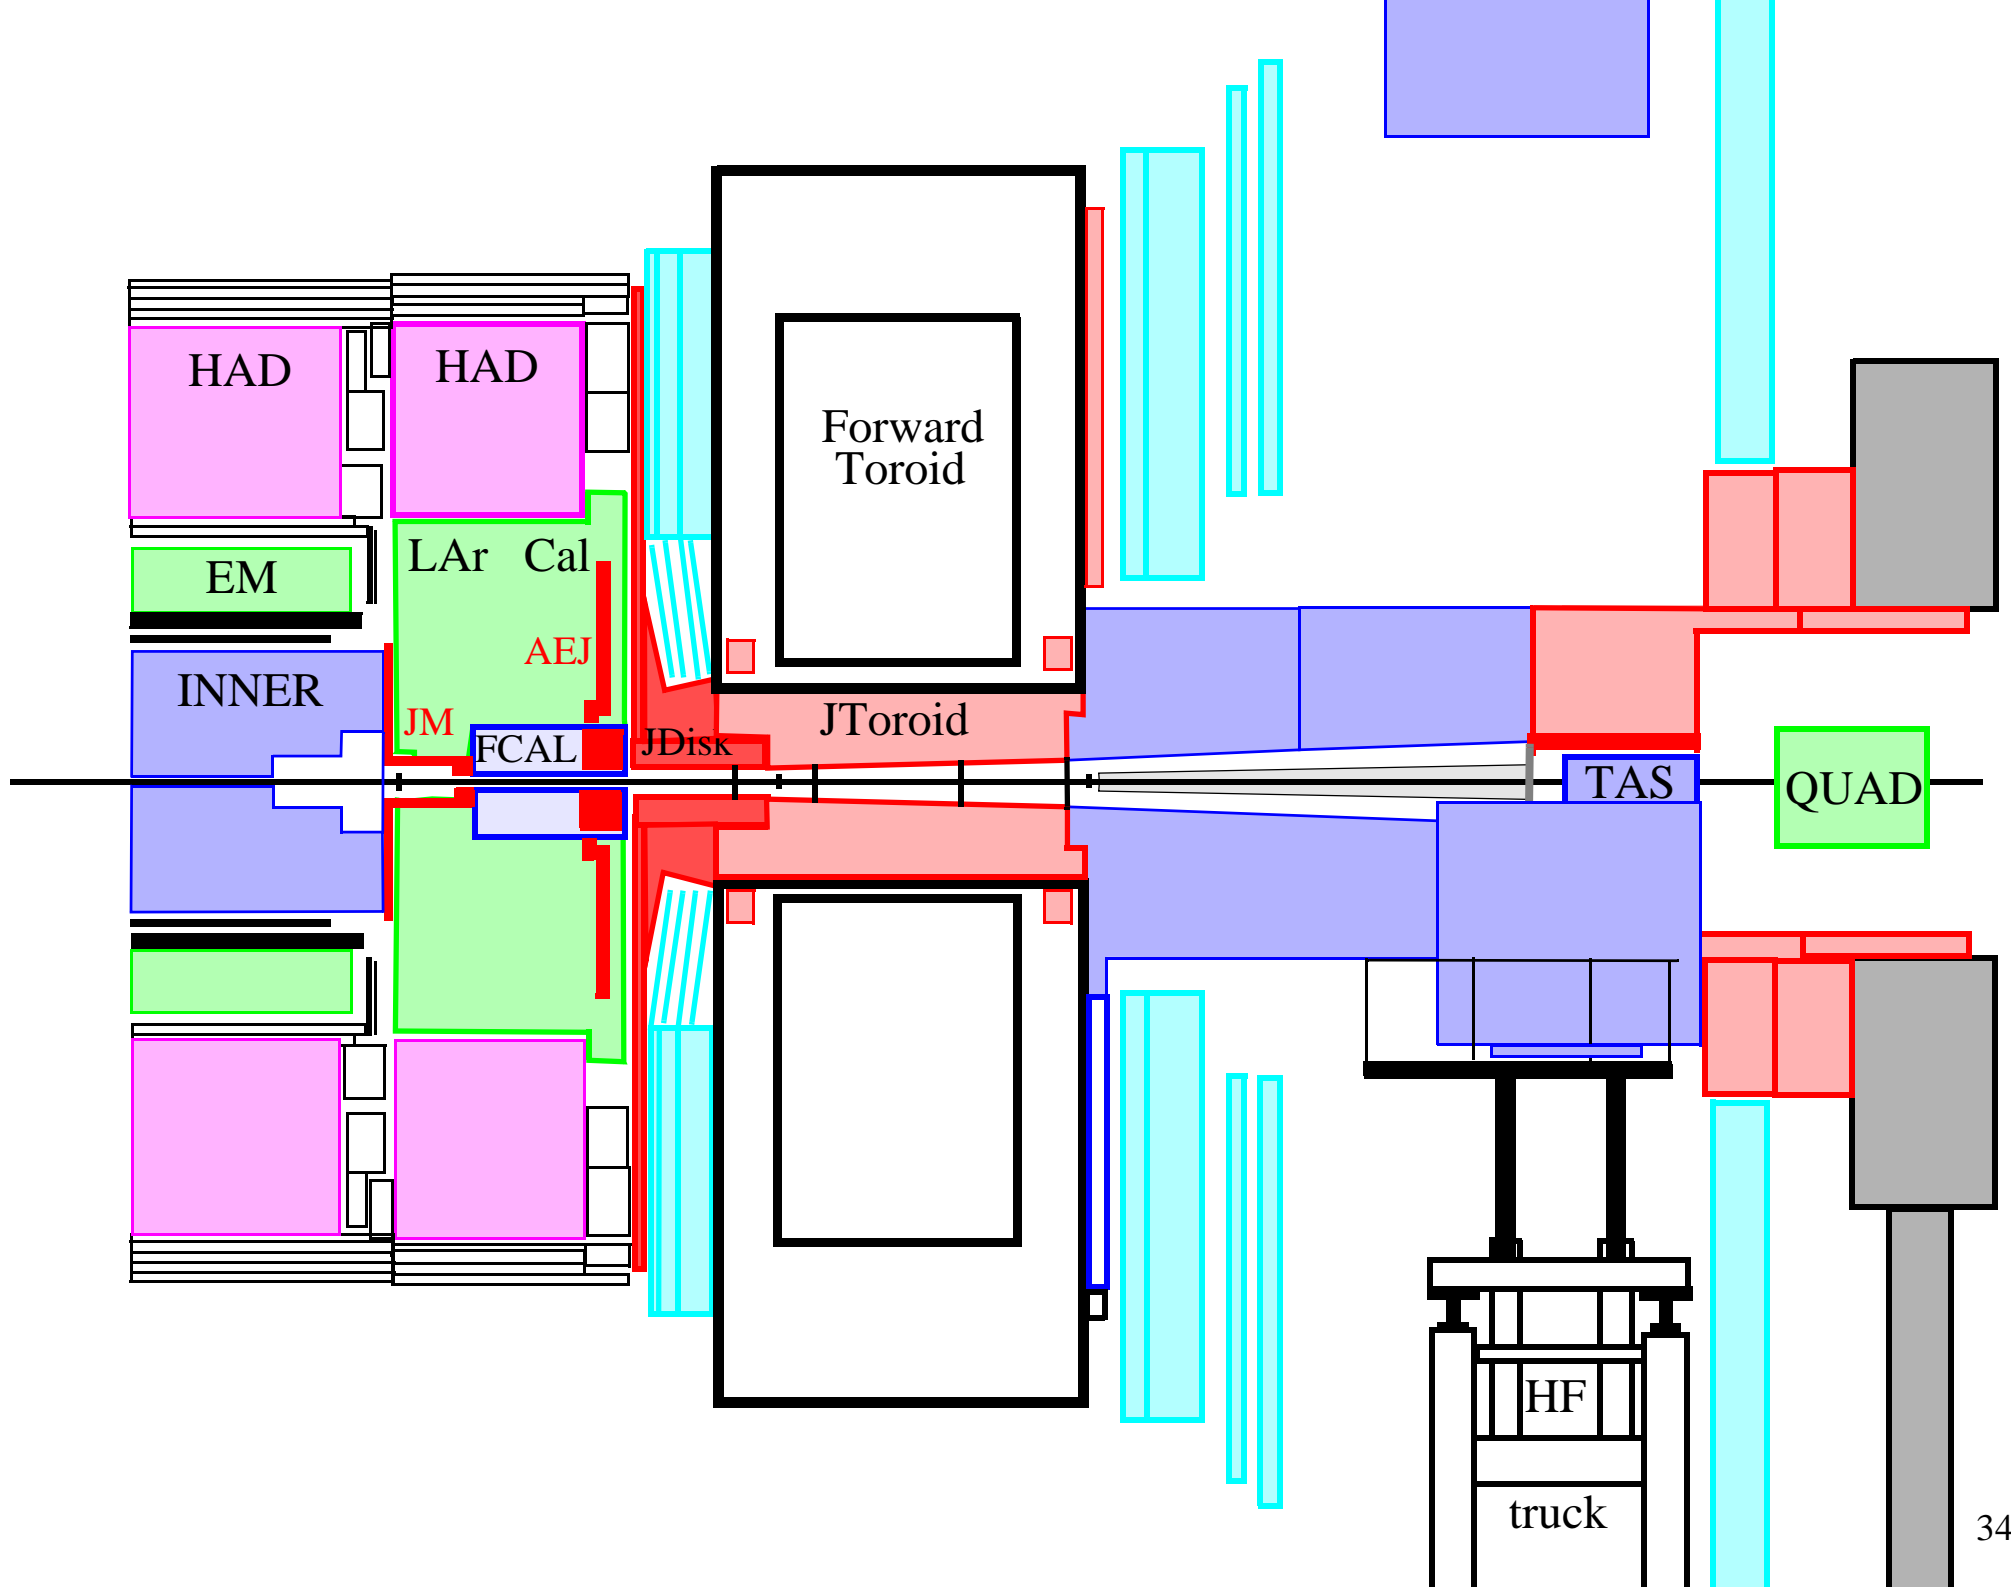 HAD
HAD
Forward
Toroid
LAr Cal
EM
AEJ
INNER
JM
JToroid
FCAL
JDisk
TAS
QUAD
HF
truck
34